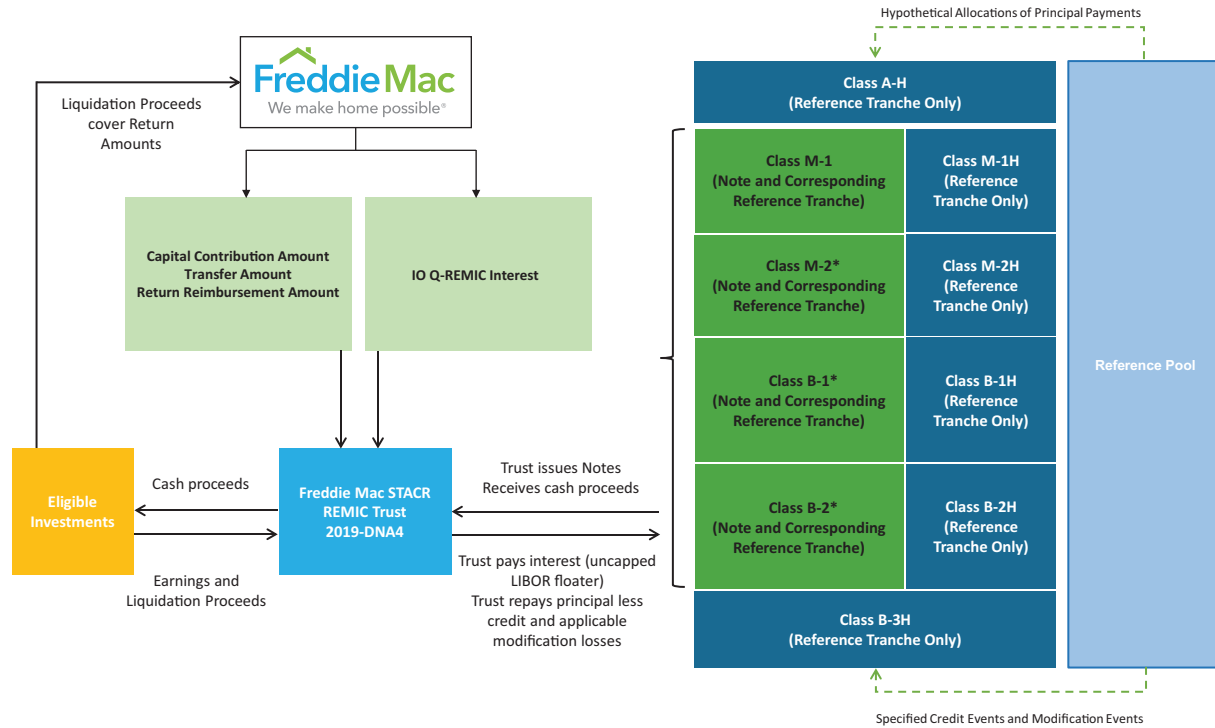 Hypothetical Allocations of Principal Payments
Freddie Mac
We make home possible®
Liquidation Proceeds
cover Return
Amounts
Capital Contribution Amount
Transfer Amount
Return Reimbursement Amount
IO Q-REMIC Interest
Eligible
Investments
Cash proceeds
Earnings and
Liquidation Proceeds
Freddie Mac STACR
REMIC Trust
2019-DNA4
Trust issues Notes
Receives cash proceeds
Trust pays interest (uncapped
LIBOR floater)
Trust repays principal less
credit and applicable
modification losses
Class A-H
(Reference Tranche Only)
Class M-1
(Note and Corresponding
Reference Tranche)
Class M-1H
(Reference
Tranche Only)
Class M-2*
(Note and Corresponding
Reference Tranche)
Class M-2H
(Reference
Tranche Only)
Class B-1*
(Note and Corresponding
Reference Tranche)
Class B-1H
(Reference
Tranche Only)
Class B-2*
(Note and Corresponding
Reference Tranche)
Class B-2H
(Reference
Tranche Only)
Class B-3H
(Reference Tranche Only)
Reference Pool
Specified Credit Events and Modification Events